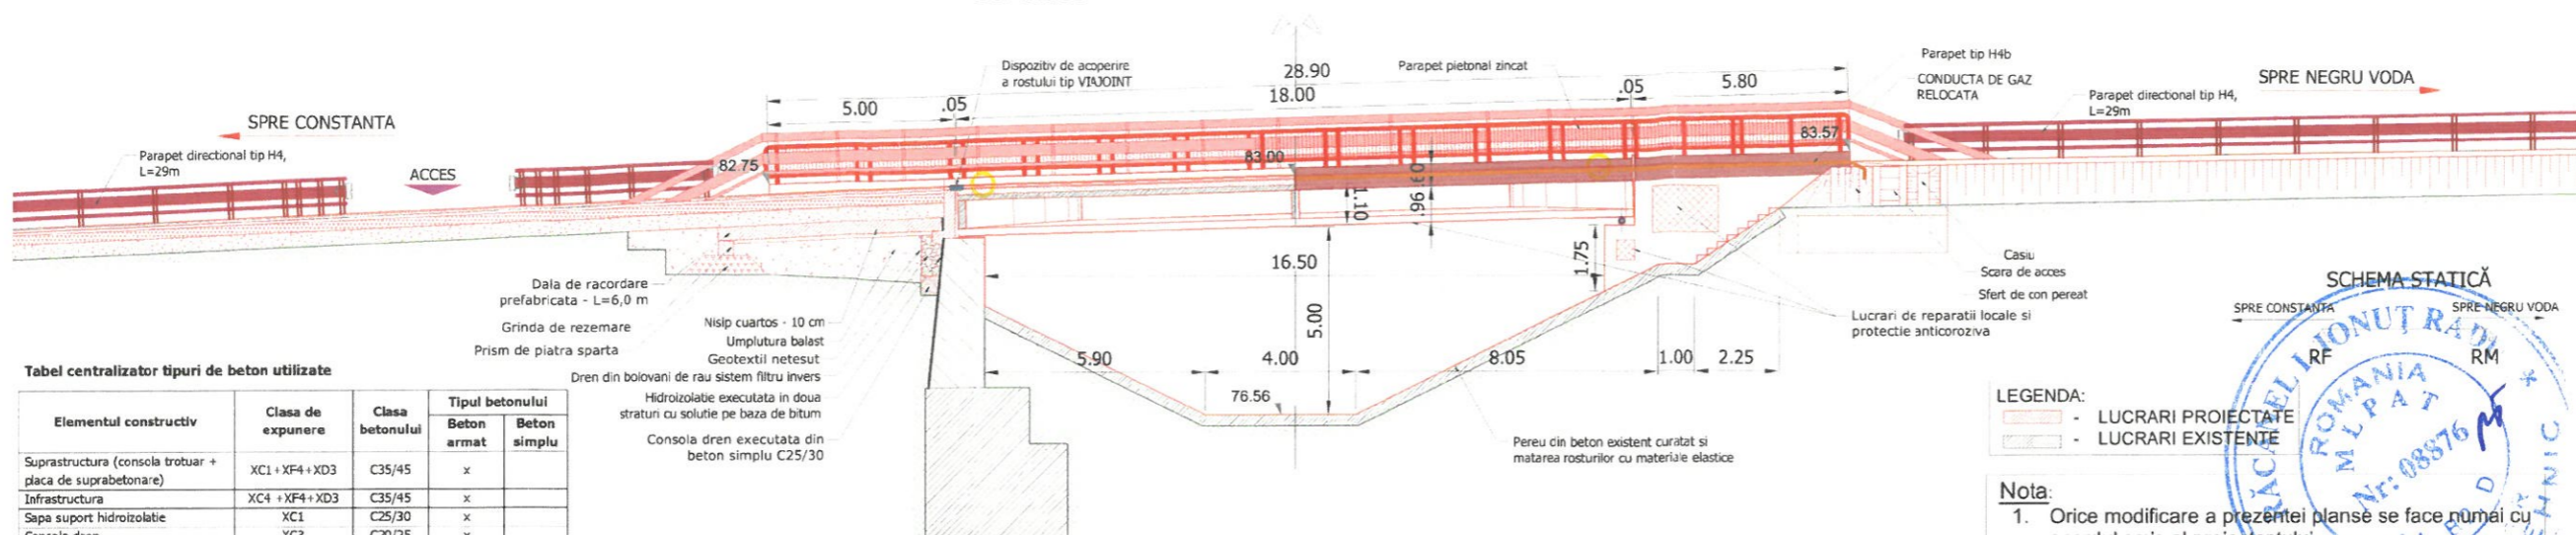 SPRE CONSTANTA
Parapet directional tip H4,
L=29m
ACCES
82.75
5.00
.05
Dispozitiv de acoperire
a rostului tip VIAJOINT
28.90
18.00
Parapet pietonal zincat
.05
5.80
Parapet tip H4b
CONDUCTA DE GAZ
RELOCATA
SPRE NEGRU VODA
Parapet directional tip H4,
L=29m
83.00
83.57
1.10
.96
.60
16.50
1.75
5.00
5.90
4.00
8.05
1.00
2.25
76.56
Dala de racordare
prefabricata - L=6,0 m
Grinda de rezemare
Prism de piatra sparta
Nisip cuartos - 10 cm
Umplutura balast
Geotextil netesut
Dren din bolovani de rau sistem filtru invers
Hidroizolatie executata in doua
straturi cu solutie pe baza de bitum
Consola dren executata din
beton simplu C25/30
Casiu
Scara de acces
Sfert de con pereat
Lucrari de reparatii locale si
protectie anticoroziva
Pereu din beton existent curatat si
matarea rosturilor cu materiale elastice
SCHEMA STATICĂ
SPRE CONSTANTA
SPRE NEGRU VODA
RF
RM
LEGENDA:
- LUCRARI PROIECTATE
- LUCRARI EXISTENTE
Nota:
1. Orice modificare a prezentei planse se face numai cu
ROMANIA
MLPAT
Nr: 08876
Tabel centralizator tipuri de beton utilizate
Elementul constructiv
Clasa de
expunere
Clasa
betonului
Tipul betonului
Beton
armat
Beton
simplu
Suprastructura (consola trotuar +
placa de suprabetonare)
XC1+XF4+XD3
C35/45
x
Infrastructura
XC4 +XF4+XD3
C35/45
x
Sapa suport hidroizolatie
XC1
C25/30
x